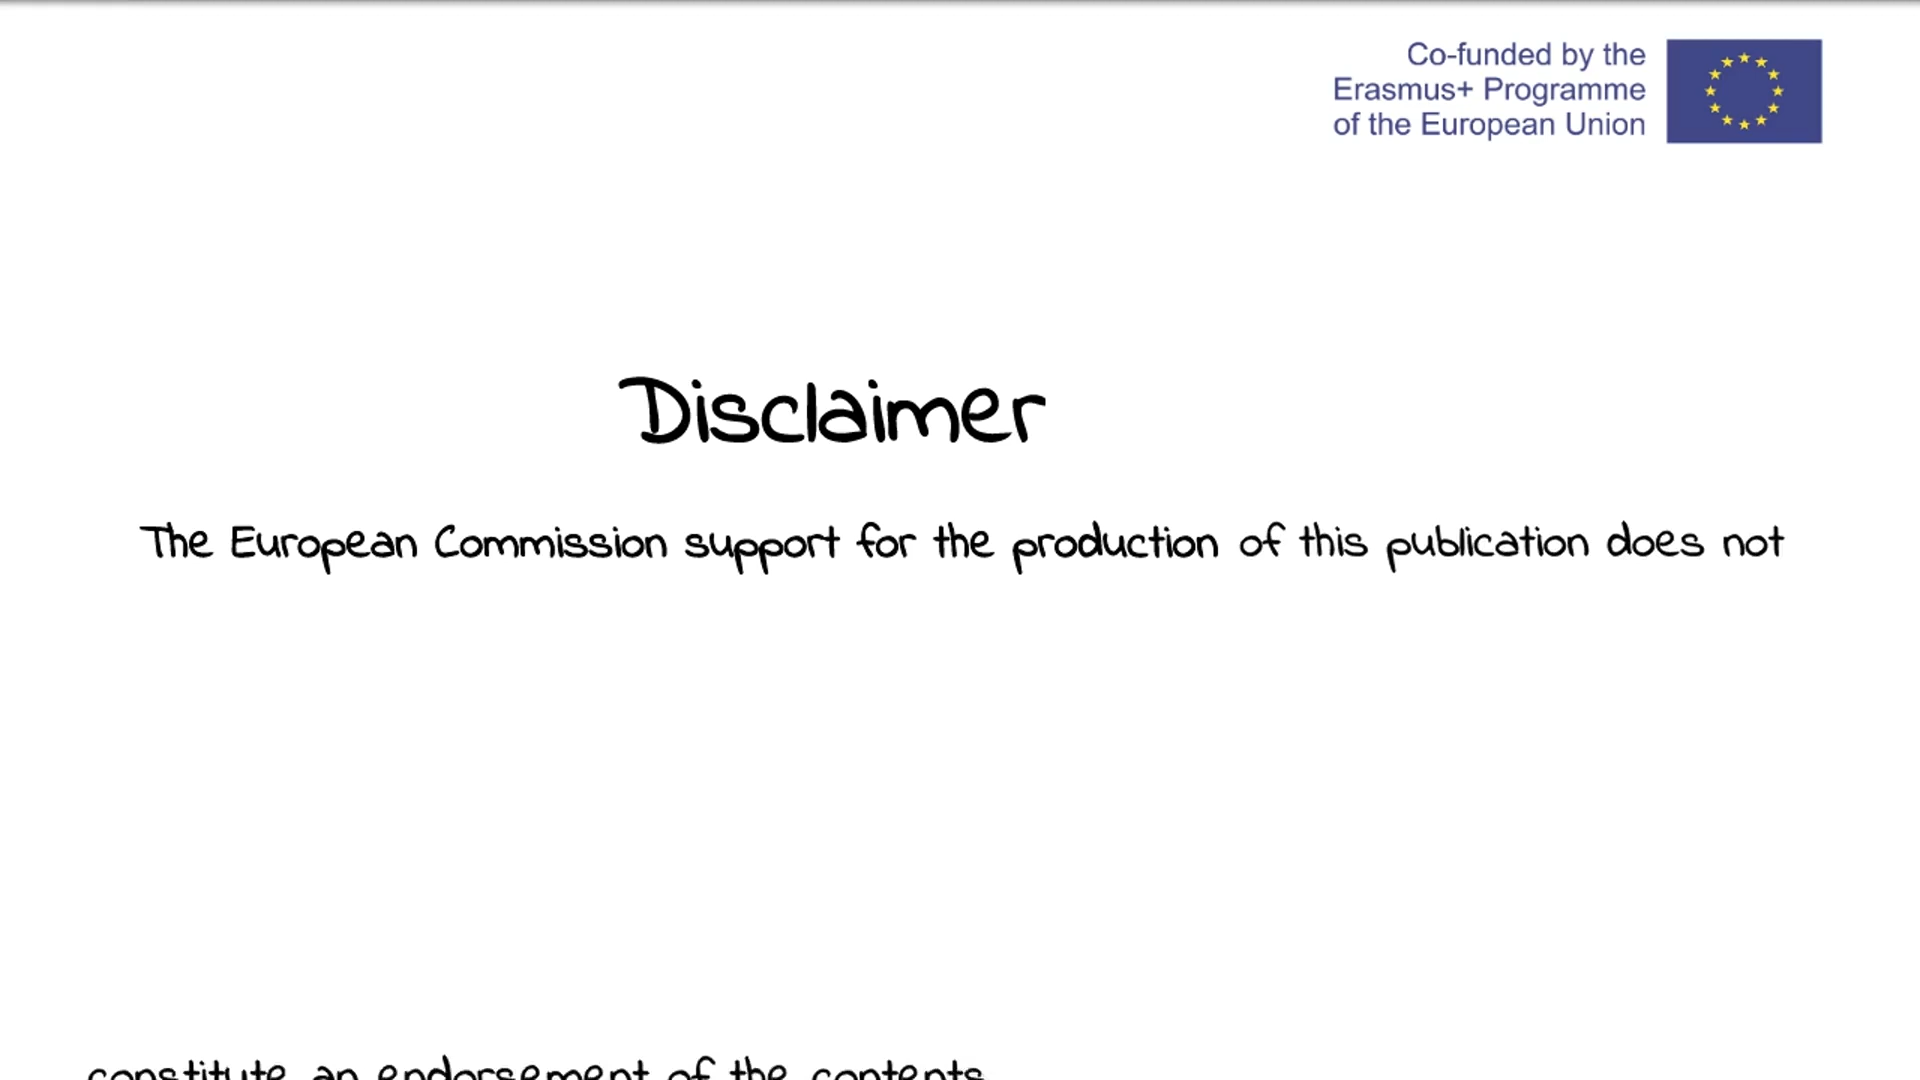 Co-funded by the
Erasmus+ Programme
of the European Union
Disclaimer
The European Commission support for the production of this publication does not
constitute an endorsement of the contents